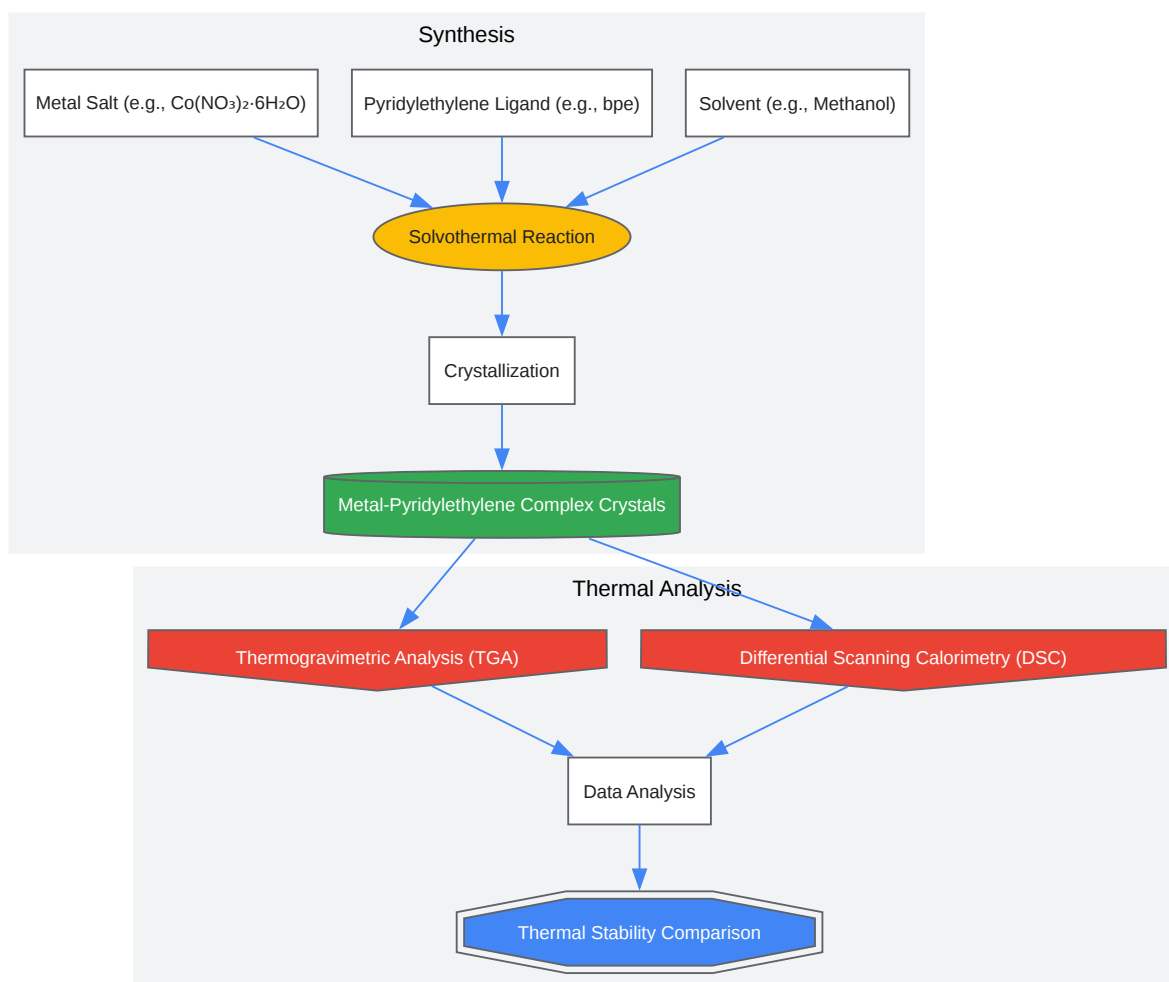 Synthesis
Metal Salt (e.g., Co(NO₃)₂·6H₂O)
Pyridylethylene Ligand (e.g., bpe)
Solvent (e.g., Methanol)
Solvothermal Reaction
Crystallization
Metal-Pyridylethylene Complex Crystals
Thermal Analysis
Thermogravimetric Analysis (TGA)
Differential Scanning Calorimetry (DSC)
Data Analysis
Thermal Stability Comparison